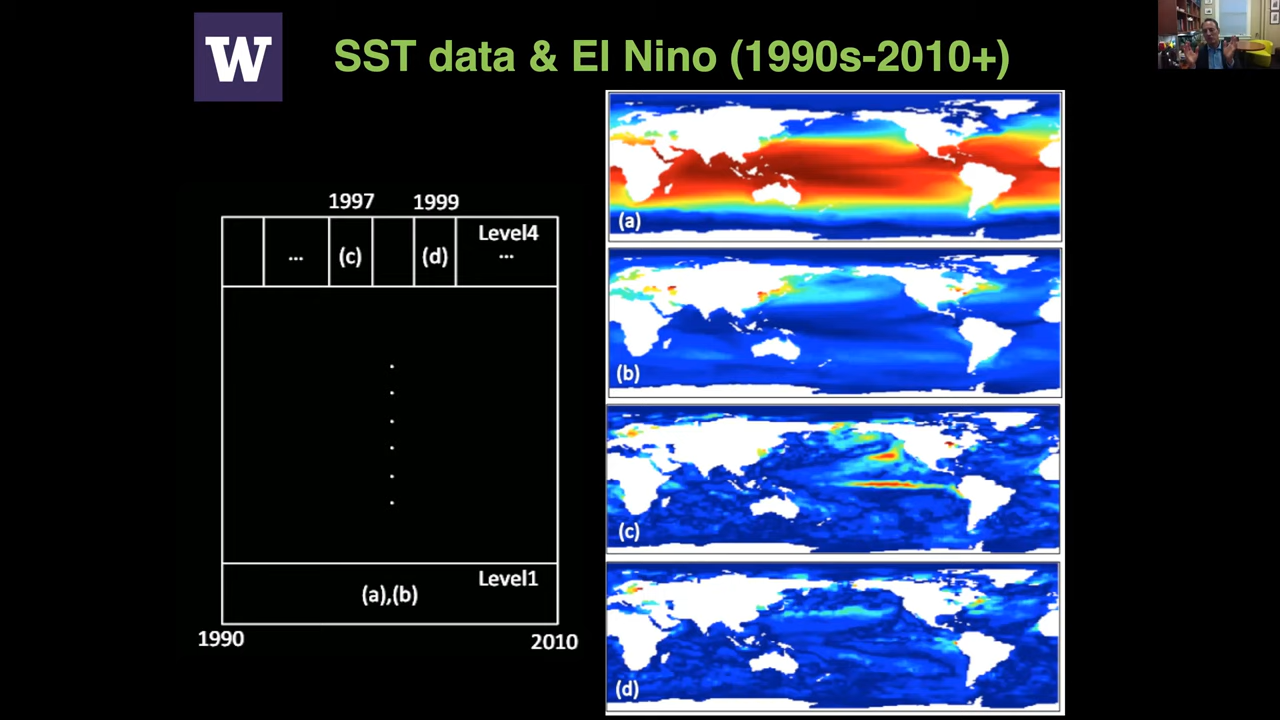 W
SST data & El Nino (1990s-2010+)
1997 1999
... (c) (d) Level4
...
Level1
(a),(b)
1990 2010
(a)
(b)
(c)
(d)